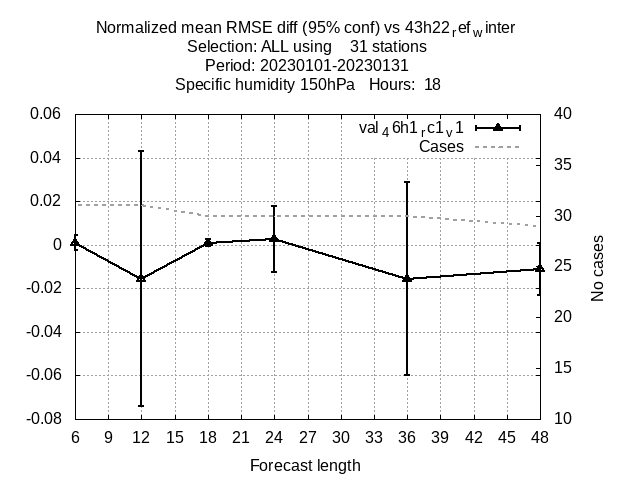 Normalized mean RMSE diff (95% conf) vs 43h22refwinter
Selection: ALL using 31 stations
Period: 20230101-20230131
Specific humidity 150hPa Hours: 18
val46h1rc1v1
Cases
0.06
0.04
0.02
0
-0.02
-0.04
-0.06
-0.08
40
35
30
25
20
15
10
No cases
6 9 12 15 18 21 24 27 30 33 36 39 42 45 48
Forecast length